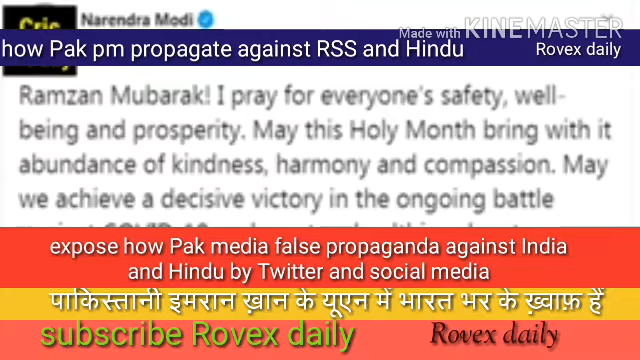 Narendra Modi
Cric
Made with KINEMASTER
how Pak pm propagate against RSS and Hindu
Rovex daily
Ramzan Mubarak! I pray for everyone's safety, well-
being and prosperity. May this Holy Month bring with it
abundance of kindness, harmony and compassion. May
we achieve a decisive victory in the ongoing battle
expose how Pak media false propaganda against India
and Hindu by Twitter and social media
पाकिस्तानी इमरान ख़ान के यूएन में भारत भर के ख़्वाफ़ हैं
subscribe Rovex daily
Rovex daily